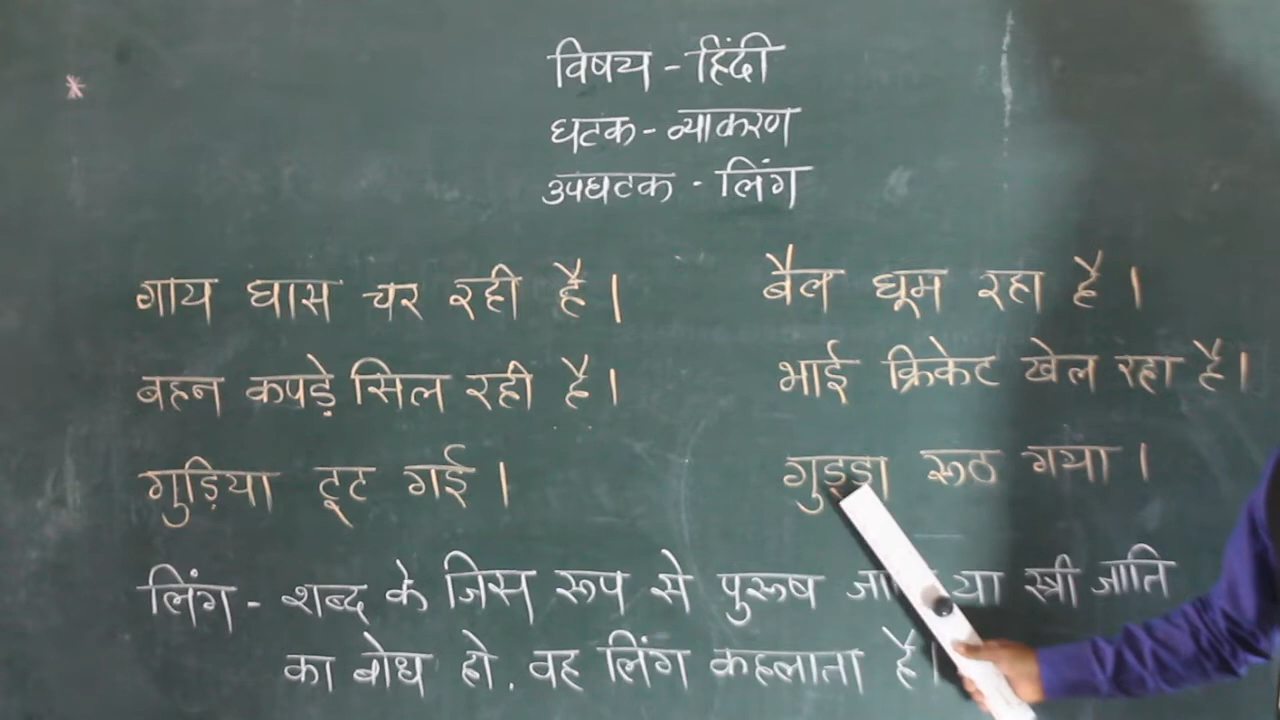 विषय - हिंदी
घटक - व्याकरण
उपघटक - लिंग
गाय घास चर रही है। बैल घूम रहा है।
बहन कपड़े सिल रही है। भाई क्रिकेट खेल रहा है।
गुड़िया टूट गई। गुड्डा रूठ गया।
लिंग - शब्द के जिस रूप से पुरूष या स्त्री जाति
का बोध हो. वह लिंग कहलाता है।